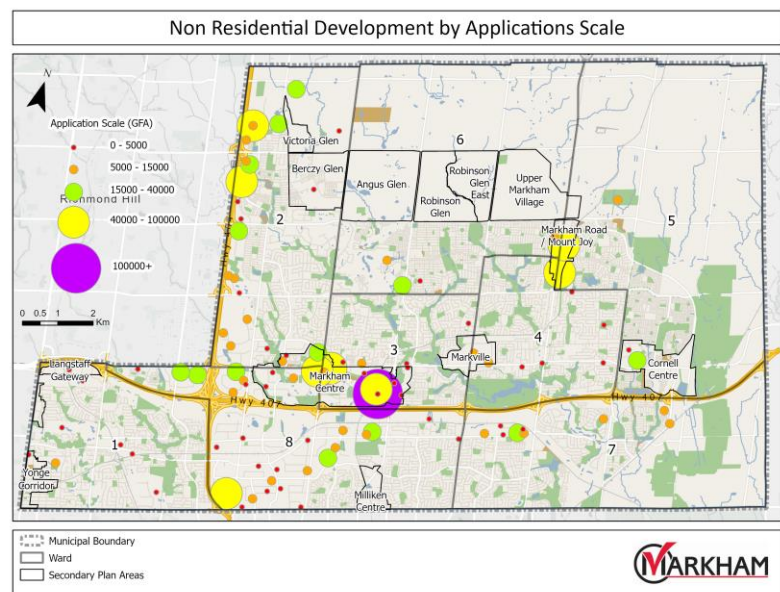 Non Residential Development by Applications Scale
N
Application Scale (GFA)
0 - 5000
5000 - 15000
15000 - 40000
40000 - 100000
100000+
Richmond Hill
0 0.5 1 2
Km
Victoria Glen
6
Berczy Glen
Angus Glen
Robinson
Glen
East
Robinson
Glen
Upper
Markham
Village
2
5
Markham Road
/ Mount Joy
3
4
Markville
Markham
Centre
Cornell
Centre
Langstaff
Gateway
Hwy 407
Hwy 407
1
8
7
Yonge
Corridor
Milliken
Centre
Municipal Boundary
Ward
Secondary Plan Areas
MARKHAM